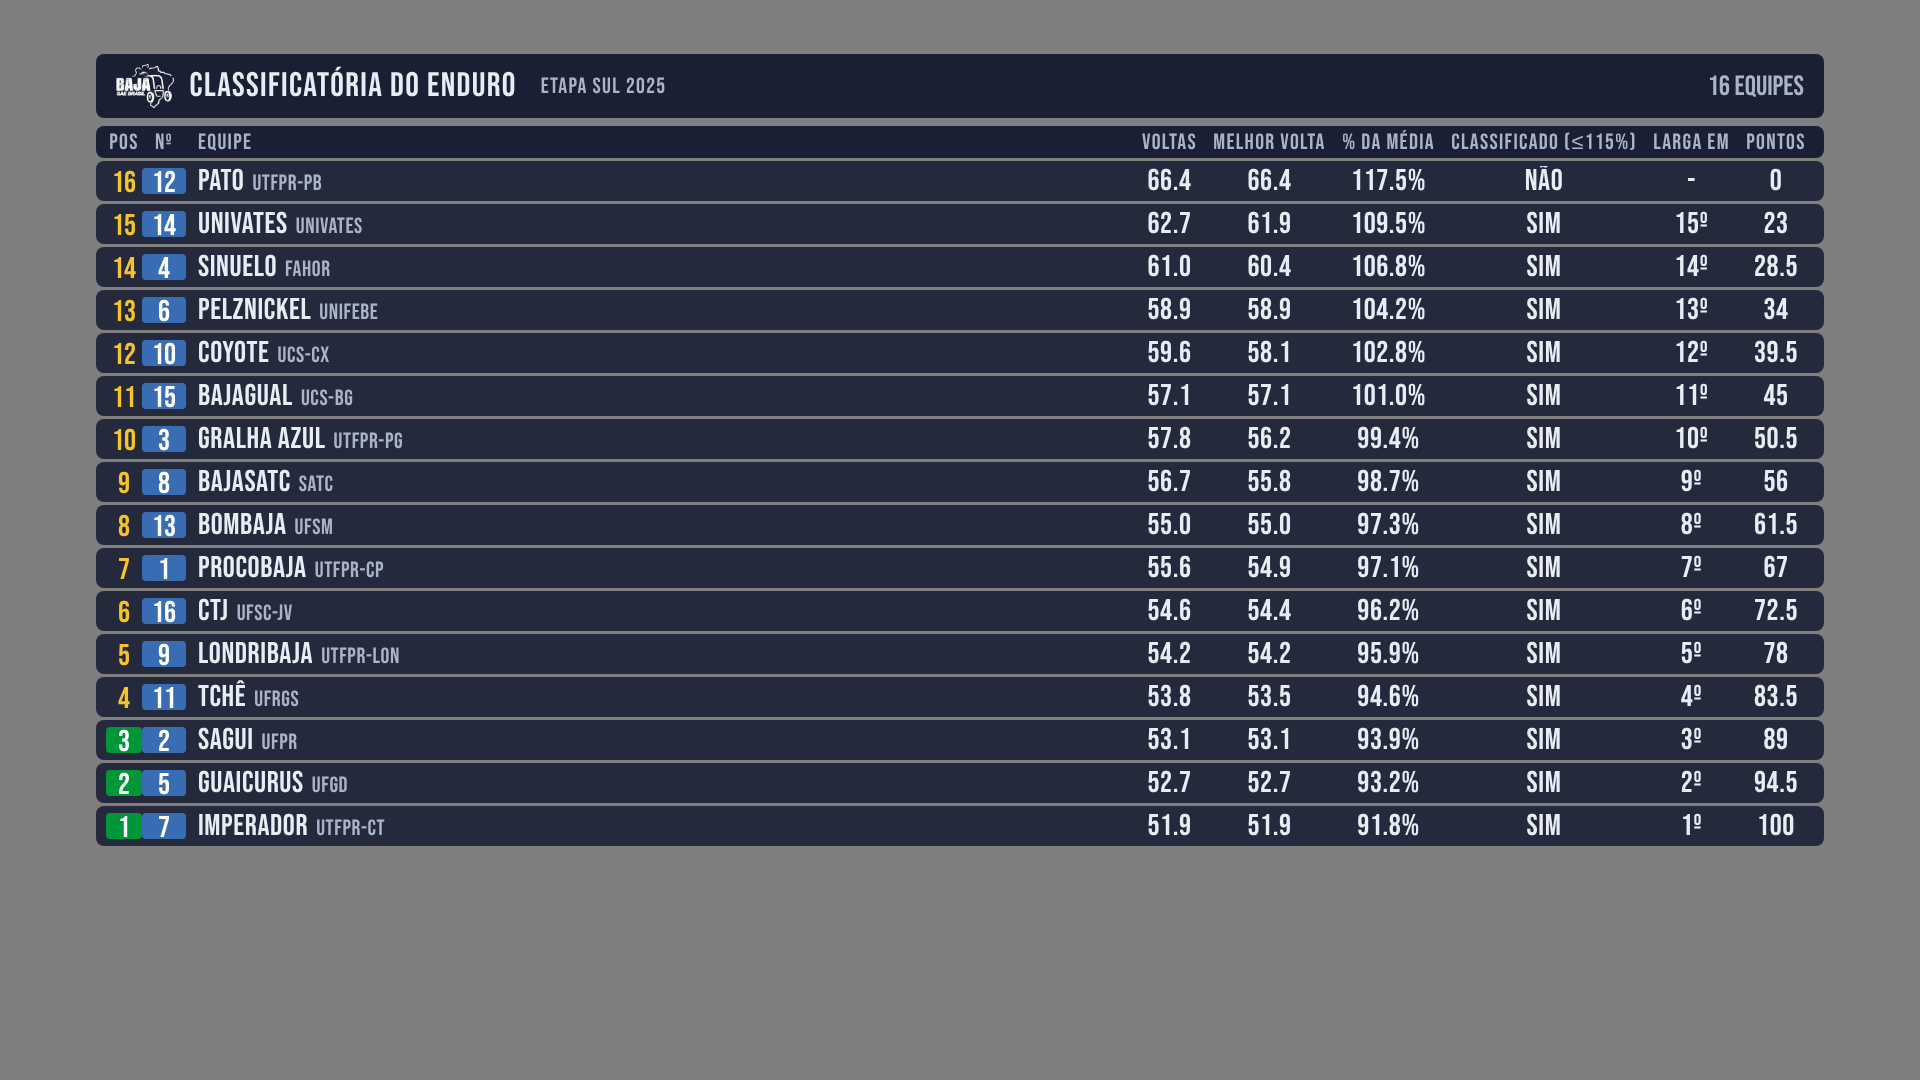 BAJA SAE BRASIL CLASSIFICATÓRIA DO ENDURO ETAPA SUL 2025 16 EQUIPES
POS Nº EQUIPE VOLTAS MELHOR VOLTA % DA MÉDIA CLASSIFICADO (≤115%) LARGA EM PONTOS
16 12 PATO UTFPR-PB 66.4 66.4 117.5% NÃO - 0
15 14 UNIVATES UNIVATES 62.7 61.9 109.5% SIM 15º 23
14 4 SINUELO FAHOR 61.0 60.4 106.8% SIM 14º 28.5
13 6 PELZNICKEL UNIFEBE 58.9 58.9 104.2% SIM 13º 34
12 10 COYOTE UCS-CX 59.6 58.1 102.8% SIM 12º 39.5
11 15 BAJAGUAL UCS-BG 57.1 57.1 101.0% SIM 11º 45
10 3 GRALHA AZUL UTFPR-PG 57.8 56.2 99.4% SIM 10º 50.5
9 8 BAJASATC SATC 56.7 55.8 98.7% SIM 9º 56
8 13 BOMBAJA UFSM 55.0 55.0 97.3% SIM 8º 61.5
7 1 PROCOBAJA UTFPR-CP 55.6 54.9 97.1% SIM 7º 67
6 16 CTJ UFSC-JV 54.6 54.4 96.2% SIM 6º 72.5
5 9 LONDRIBAJA UTFPR-LON 54.2 54.2 95.9% SIM 5º 78
4 11 TCHÊ UFRGS 53.8 53.5 94.6% SIM 4º 83.5
3 2 SAGUI UFPR 53.1 53.1 93.9% SIM 3º 89
2 5 GUAICURUS UFGD 52.7 52.7 93.2% SIM 2º 94.5
1 7 IMPERADOR UTFPR-CT 51.9 51.9 91.8% SIM 1º 100